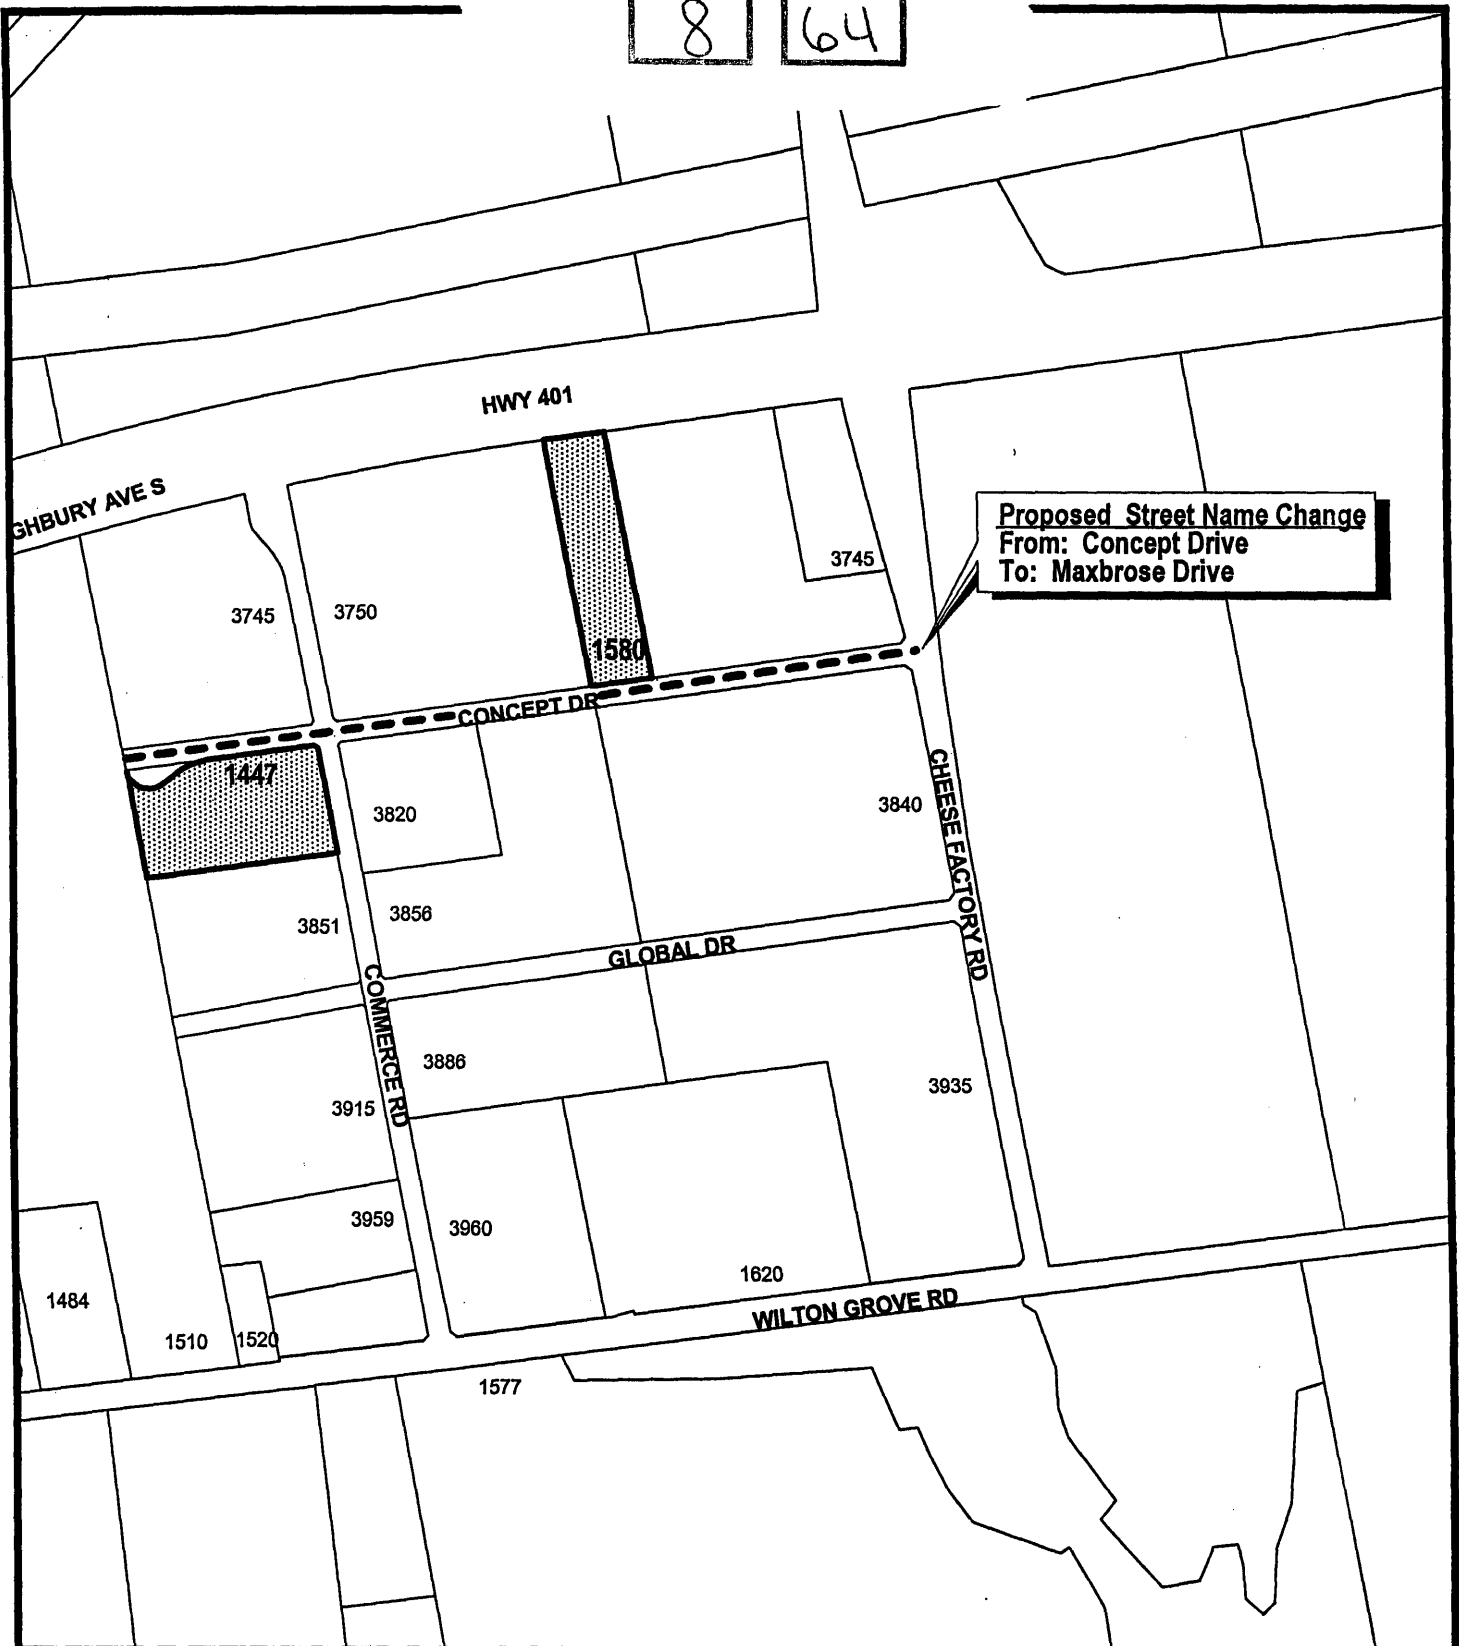 8 64
HWY 401
GHBURY AVE S
Proposed Street Name Change
From: Concept Drive
To: Maxbrose Drive
3745
3745
3750
1580
CONCEPT DR
1447
3820
3840
CHEESE FACTORY RD
3851
3856
GLOBAL DR
COMMERCE RD
3886
3915
3935
3959
3960
1620
1484
WILTON GROVE RD
1510
1520
1577